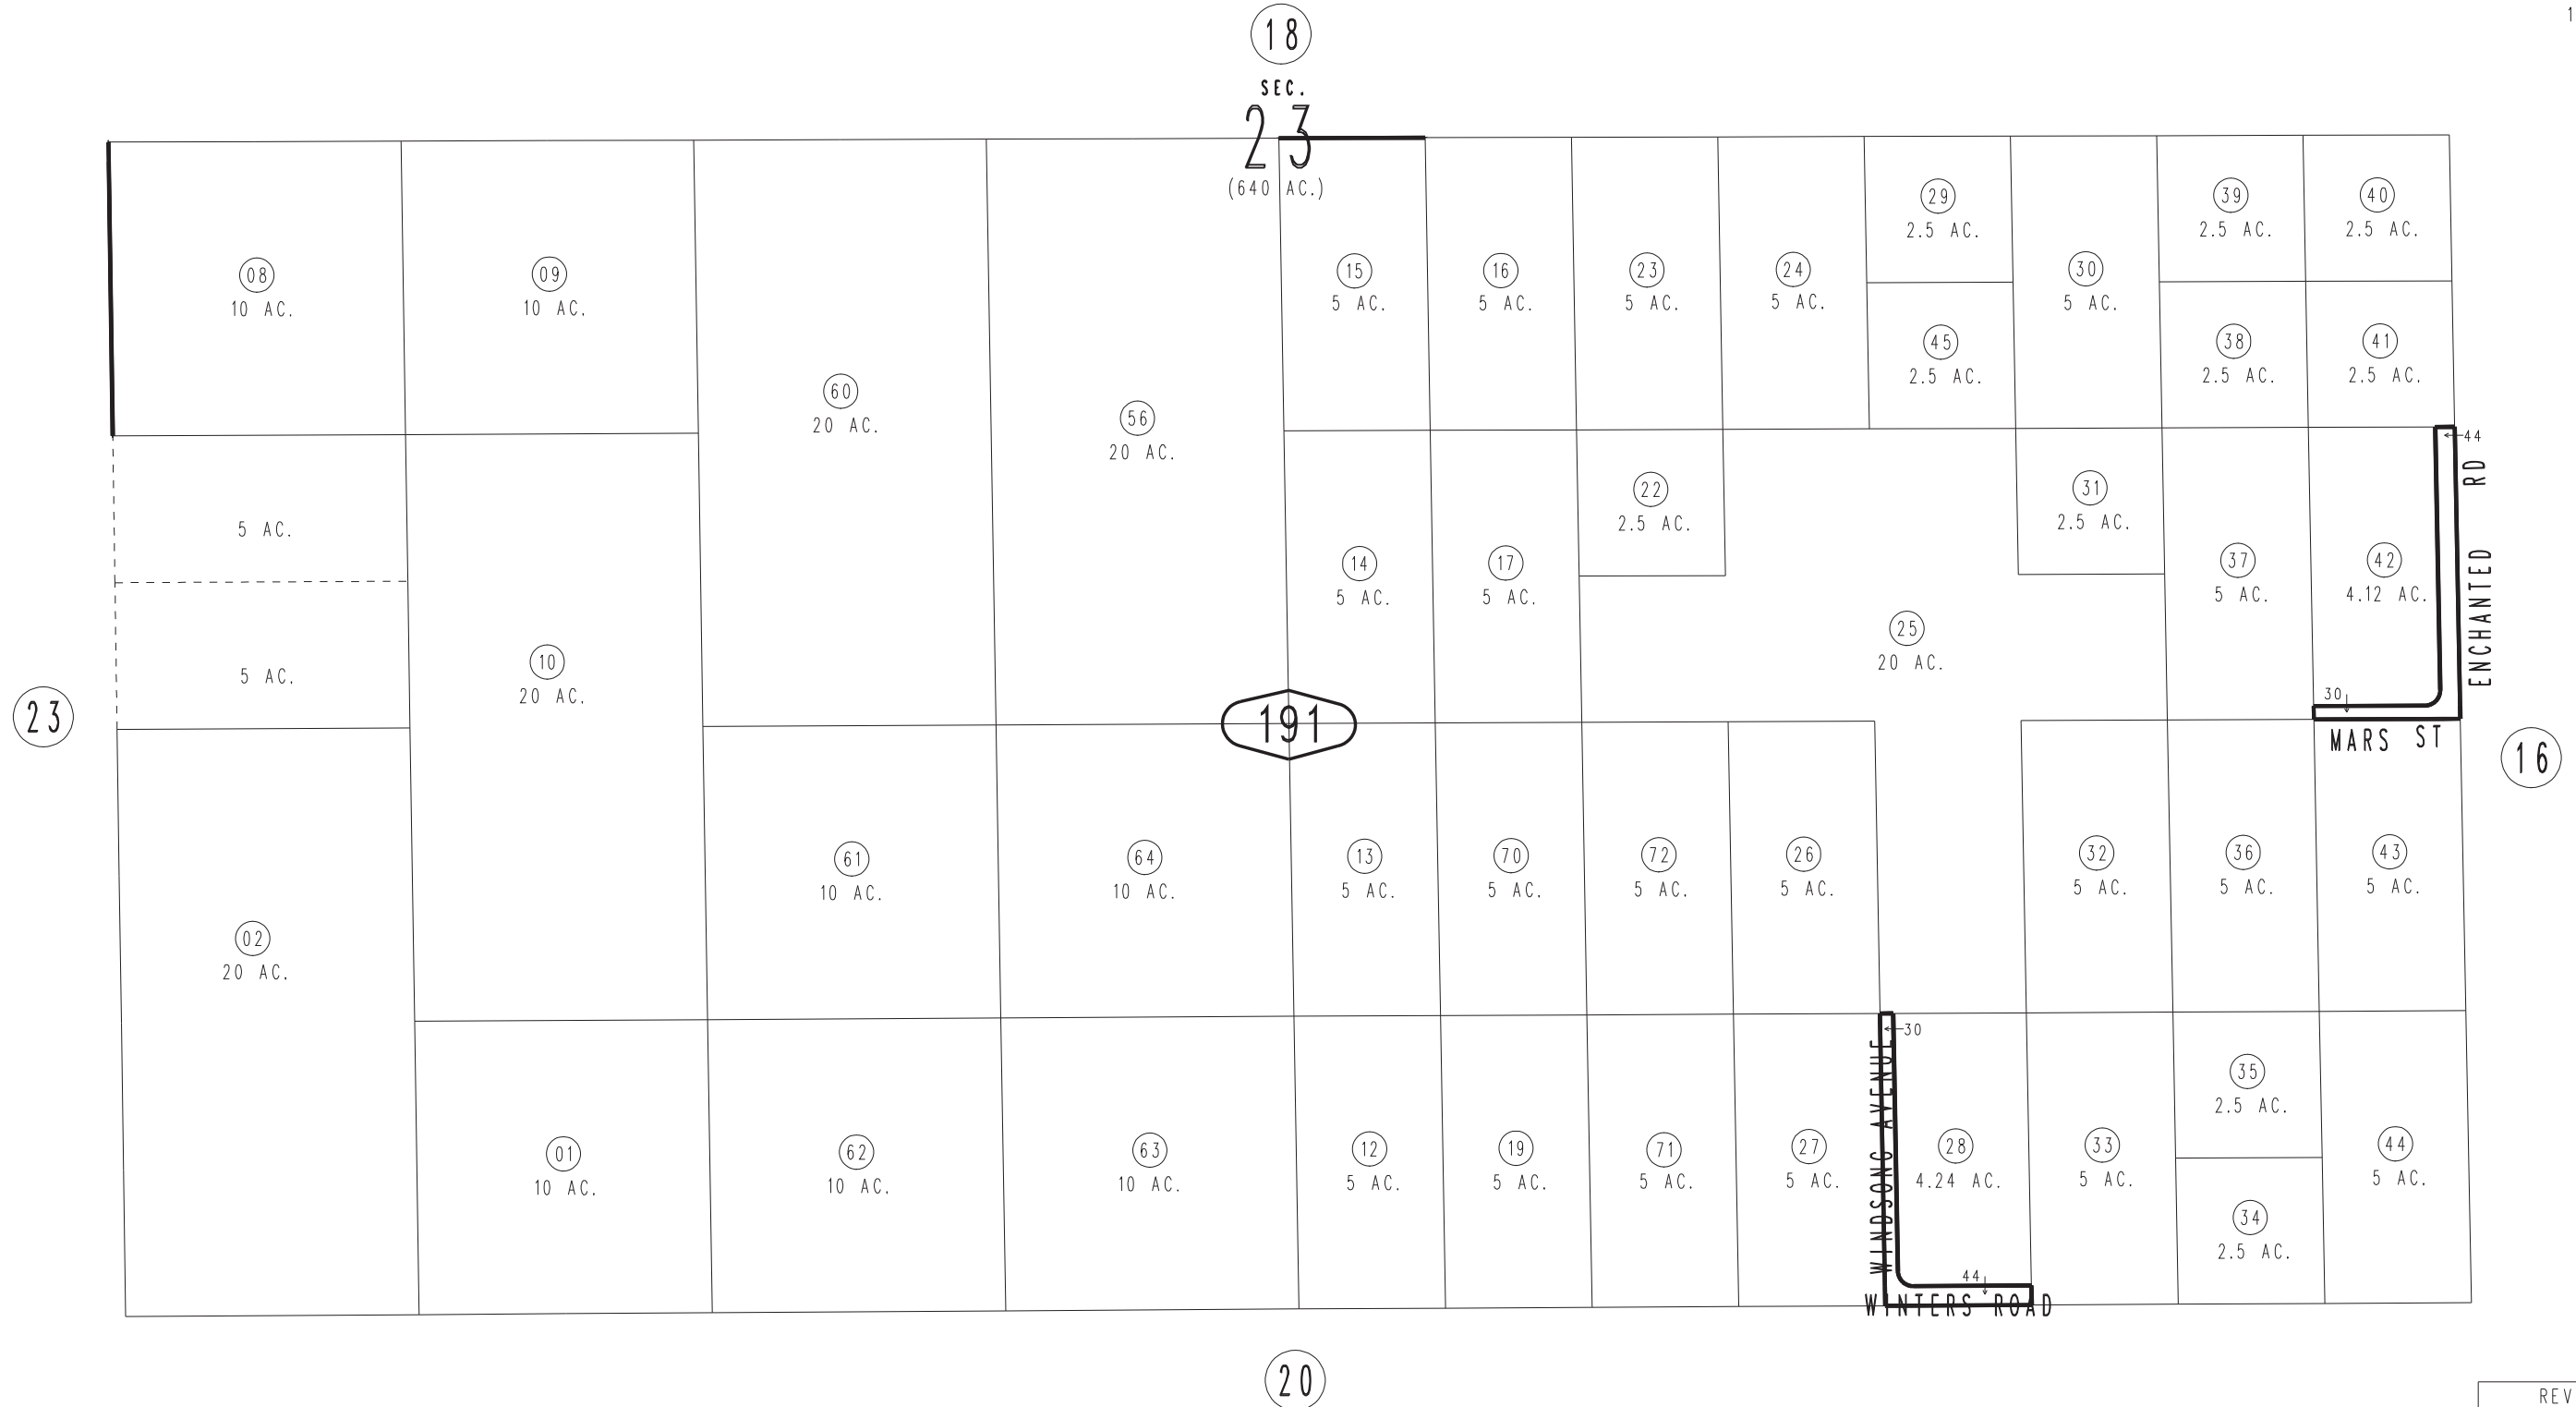 18
1
SEC.
23
(640 AC.)
08
10 AC.
09
10 AC.
60
20 AC.
56
20 AC.
15
5 AC.
16
5 AC.
23
5 AC.
24
5 AC.
29
2.5 AC.
45
2.5 AC.
30
5 AC.
39
2.5 AC.
38
2.5 AC.
40
2.5 AC.
41
2.5 AC.
5 AC.
5 AC.
10
20 AC.
14
5 AC.
17
5 AC.
22
2.5 AC.
25
20 AC.
31
2.5 AC.
37
5 AC.
42
4.12 AC.
44
ENCHANTED RD
30
MARS ST
23
191
16
02
20 AC.
61
10 AC.
64
10 AC.
13
5 AC.
70
5 AC.
72
5 AC.
26
5 AC.
32
5 AC.
36
5 AC.
43
5 AC.
01
10 AC.
62
10 AC.
63
10 AC.
12
5 AC.
19
5 AC.
71
5 AC.
27
5 AC.
30
WINDSONG AVENUE
28
4.24 AC.
44
WINTERS ROAD
33
5 AC.
35
2.5 AC.
34
2.5 AC.
44
5 AC.
20
REV